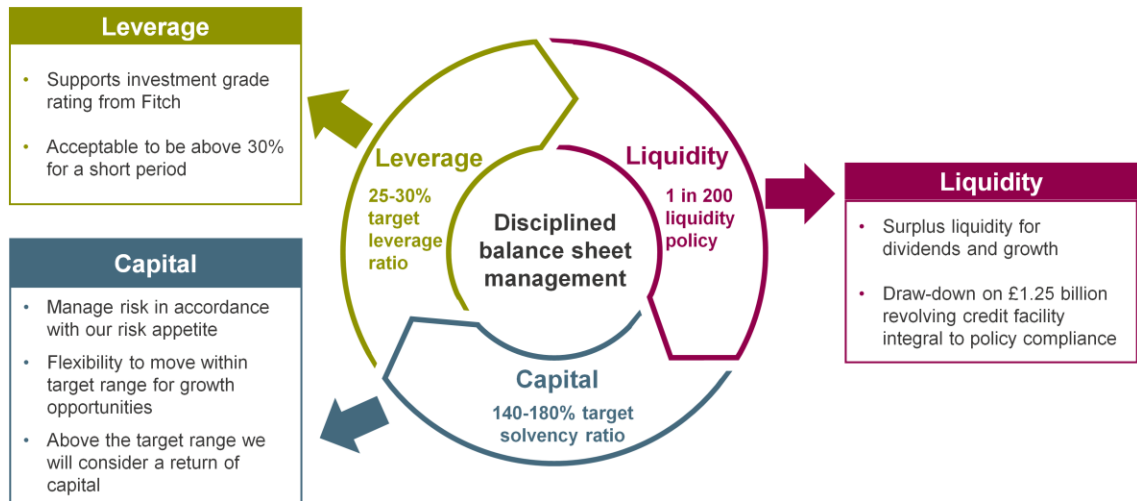 Leverage
• Supports investment grade
rating from Fitch
• Acceptable to be above 30%
for a short period
Capital
• Manage risk in accordance
with our risk appetite
• Flexibility to move within
target range for growth
opportunities
• Above the target range we
will consider a return of
capital
Leverage
25-30%
target
leverage
ratio
Disciplined
balance sheet
management
Liquidity
1 in 200
liquidity
policy
Capital
140-180% target
solvency ratio
Liquidity
• Surplus liquidity for
dividends and growth
• Draw-down on £1.25 billion
revolving credit facility
integral to policy compliance